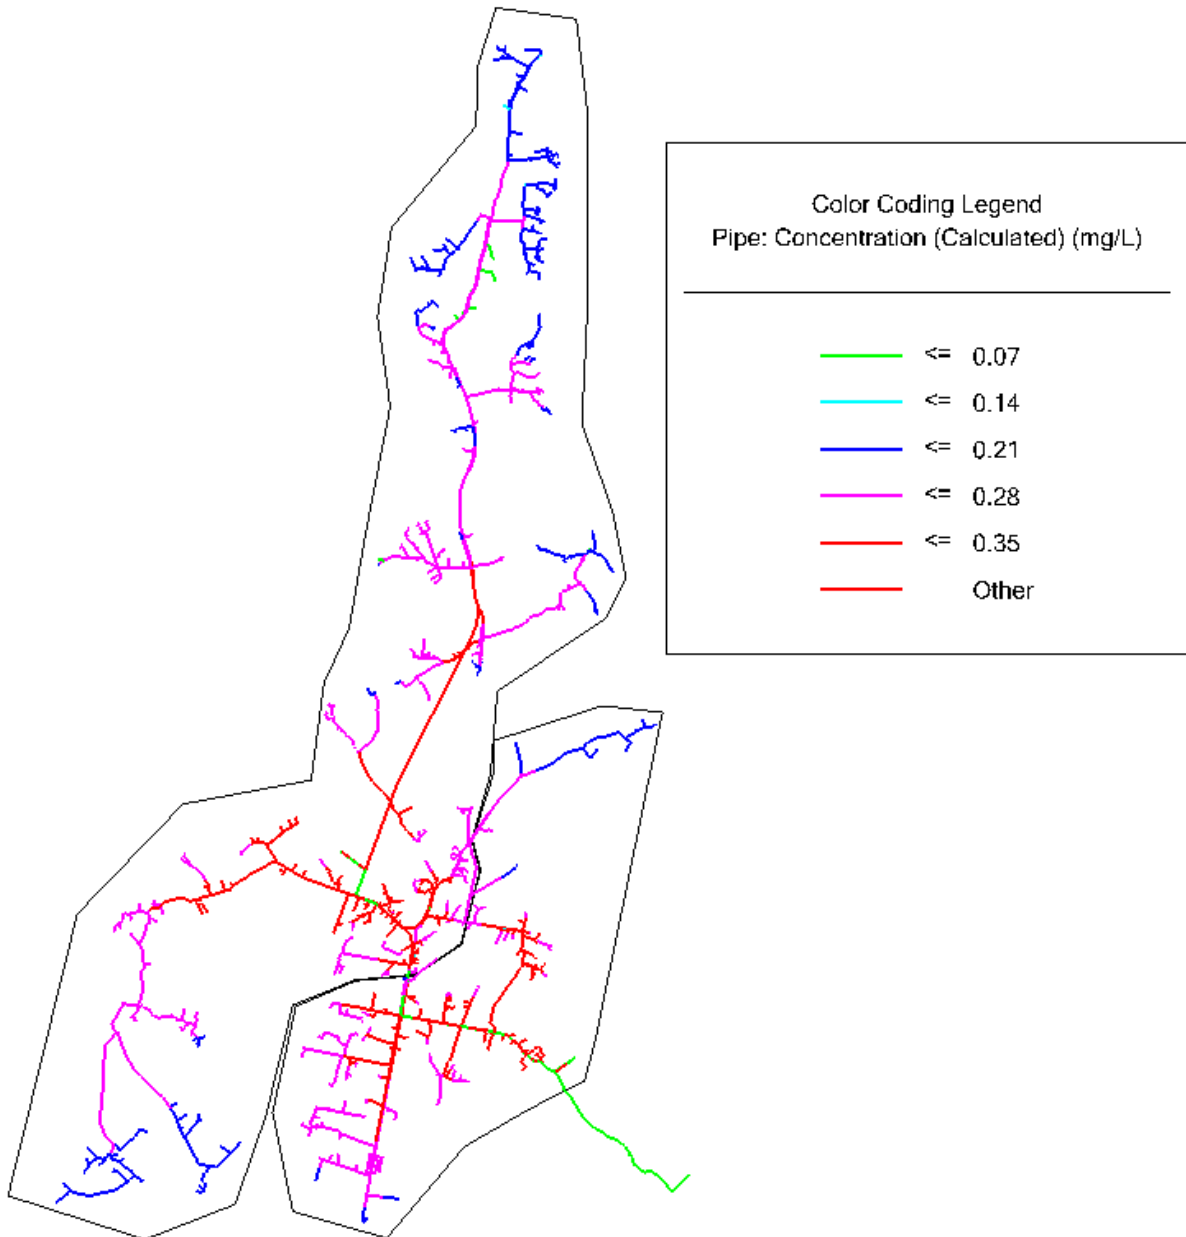 Color Coding Legend
Pipe: Concentration (Calculated) (mg/L)
<= 0.07
<= 0.14
<= 0.21
<= 0.28
<= 0.35
Other